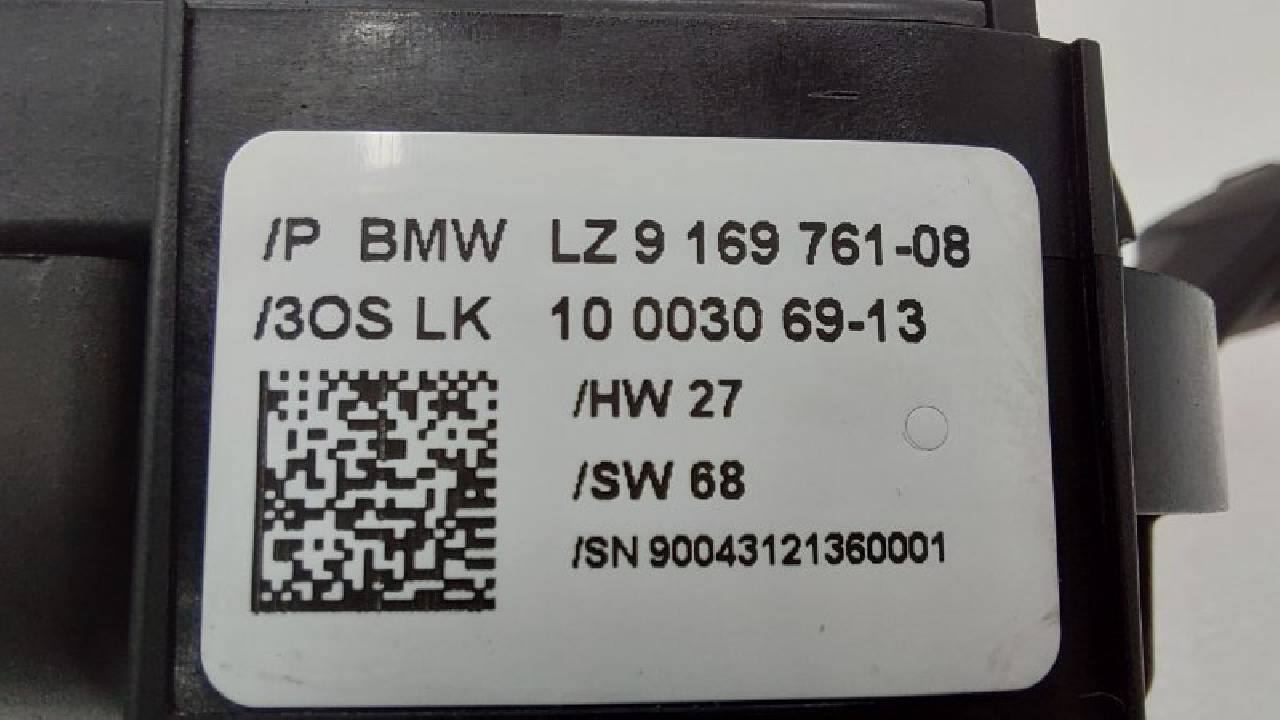 /P BMW LZ 9 169 761-08
/3OS LK 10 0030 69-13
/HW 27
/SW 68
/SN 90043121360001